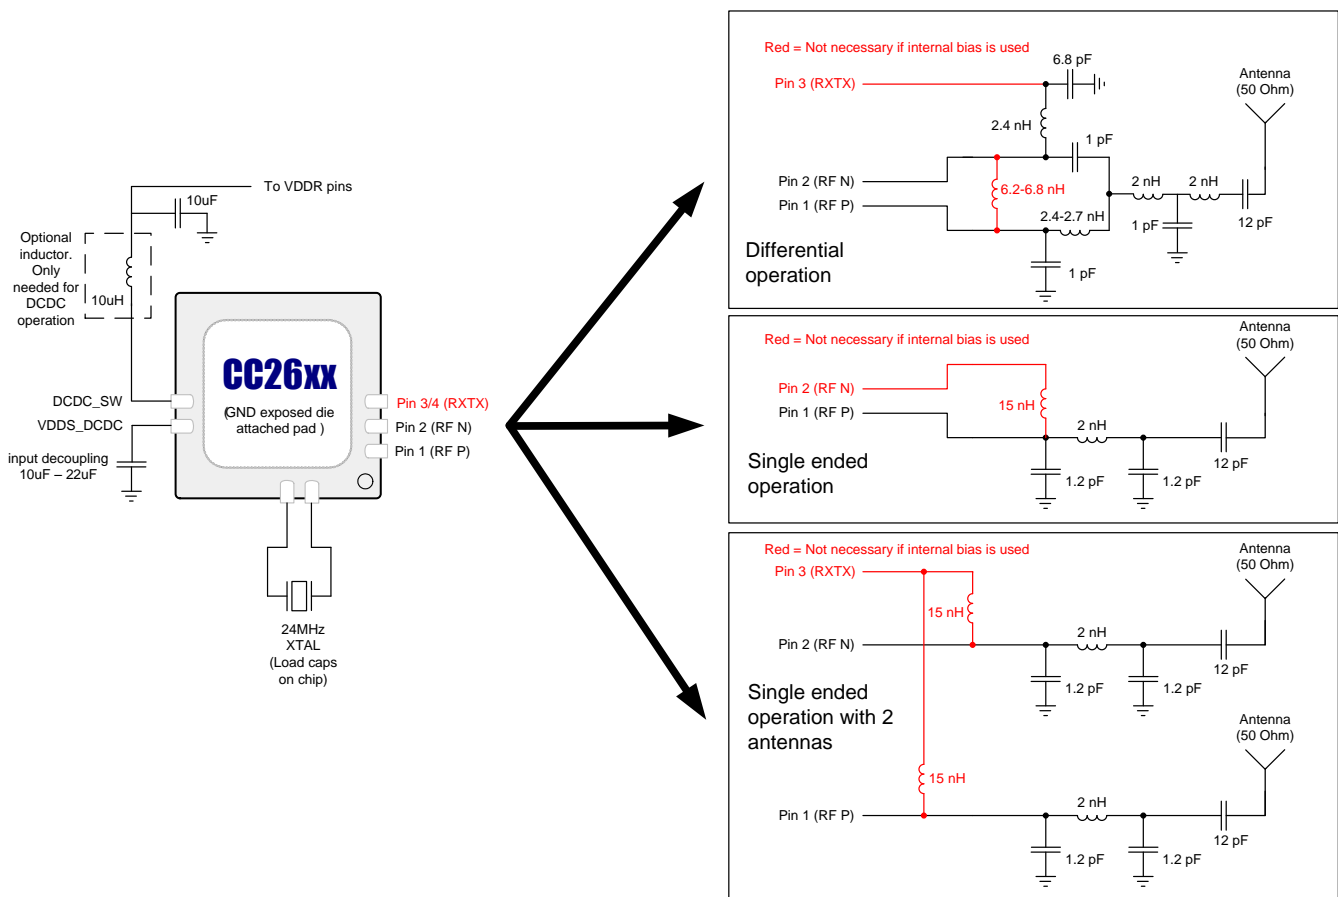 To VDDR pins
10uF
Optional
inductor.
Only
needed for
DCDC
operation
10uH
CC26xx
(GND exposed die
attached pad )
DCDC_SW
VDDS_DCDC
Pin 3/4 (RXTX)
Pin 2 (RF N)
Pin 1 (RF P)
input decoupling
10uF – 22uF
24MHz
XTAL
(Load caps
on chip)
Red = Not necessary if internal bias is used
6.8 pF
Pin 3 (RXTX)
Antenna
(50 Ohm)
2.4 nH
1 pF
Pin 2 (RF N)
6.2-6.8 nH
2 nH
2 nH
Pin 1 (RF P)
2.4-2.7 nH
1 pF
12 pF
Differential
operation
1 pF
Red = Not necessary if internal bias is used
Antenna
(50 Ohm)
Pin 2 (RF N)
15 nH
Pin 1 (RF P)
2 nH
12 pF
Single ended
operation
1.2 pF
1.2 pF
Red = Not necessary if internal bias is used
Pin 3 (RXTX)
Antenna
(50 Ohm)
15 nH
Pin 2 (RF N)
2 nH
12 pF
1.2 pF
1.2 pF
Single ended
operation with 2
antennas
Antenna
(50 Ohm)
15 nH
Pin 1 (RF P)
2 nH
12 pF
1.2 pF
1.2 pF